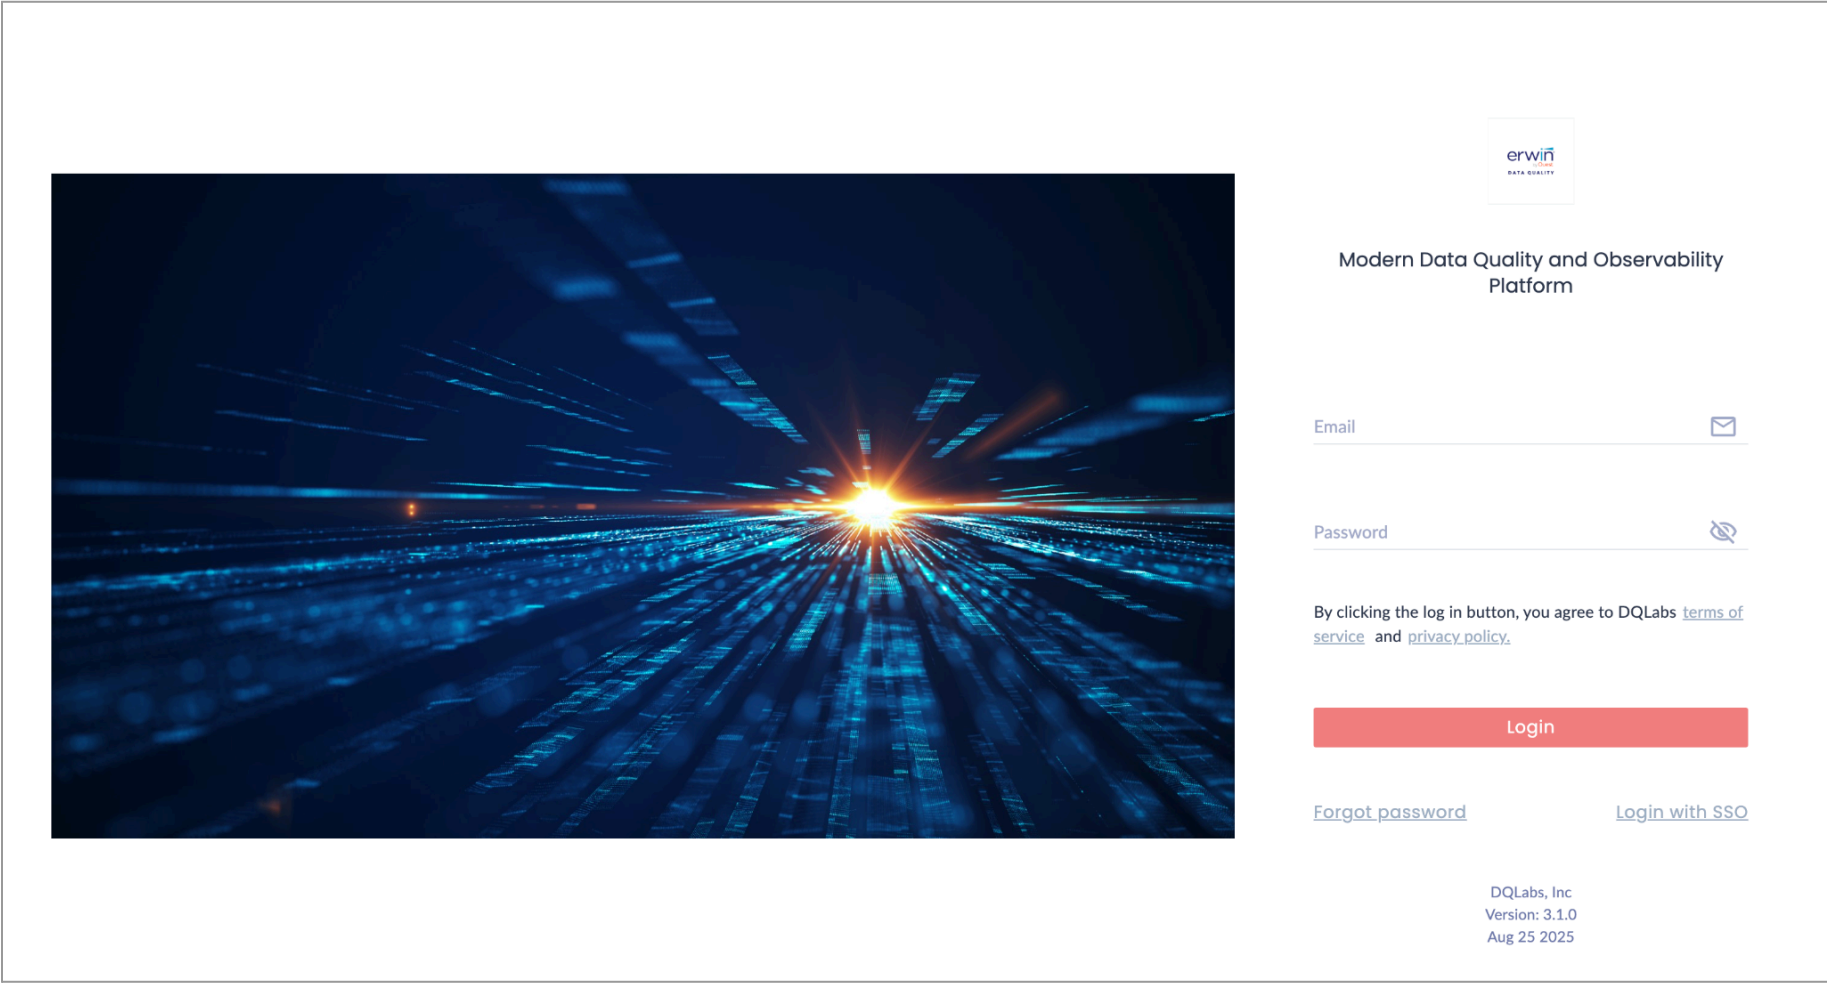 erwin
by Quest
DATA QUALITY
Modern Data Quality and Observability
Platform
Email
Password
By clicking the log in button, you agree to DQLabs terms of
service and privacy policy.
Login
Forgot password
Login with SSO
DQLabs, Inc
Version: 3.1.0
Aug 25 2025